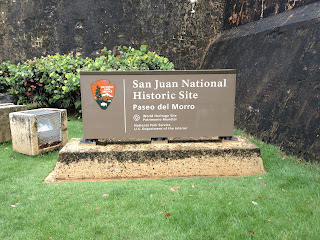 San Juan National
Historic Site
Paseo del Morro
World Heritage Site
Patrimonio Mundial
National Park Service
U.S. Department of the Interior